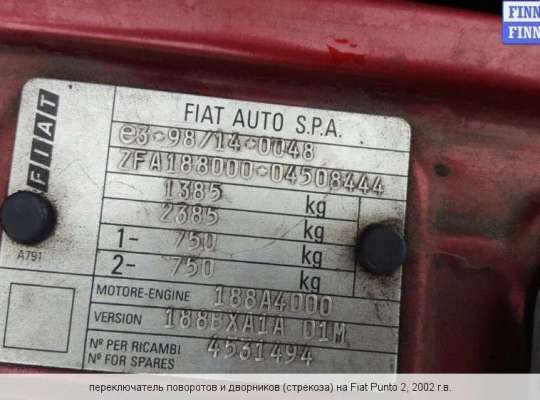 FINN
FINN
FIAT
FIAT AUTO S.P.A.
e3*98/14*0048
ZFA188000*04508444
1385 kg
2385 kg
1- 750 kg
2- 750 kg
A791
MOTORE-ENGINE 188A4000
VERSION 188BXA1A 01M
Nº PER RICAMBI
Nº FOR SPARES
4531494
переключатель поворотов и дворников (стрекоза) на Fiat Punto 2, 2002 г.в.